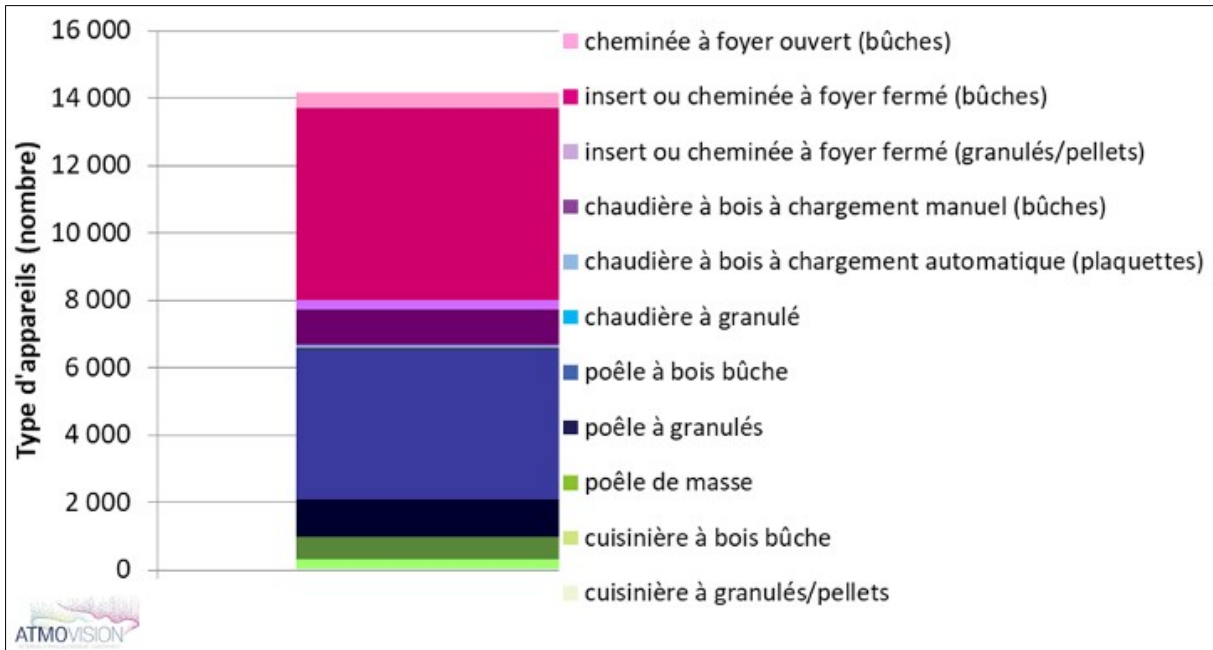 Type d'appareils (nombre)
16 000
14 000
12 000
10 000
8 000
6 000
4 000
2 000
0
cheminée à foyer ouvert (bûches)
insert ou cheminée à foyer fermé (bûches)
insert ou cheminée à foyer fermé (granulés/pellets)
chaudière à bois à chargement manuel (bûches)
chaudière à bois à chargement automatique (plaquettes)
chaudière à granulé
poêle à bois bûche
poêle à granulés
poêle de masse
cuisinière à bois bûche
cuisinière à granulés/pellets
ATMOVISION